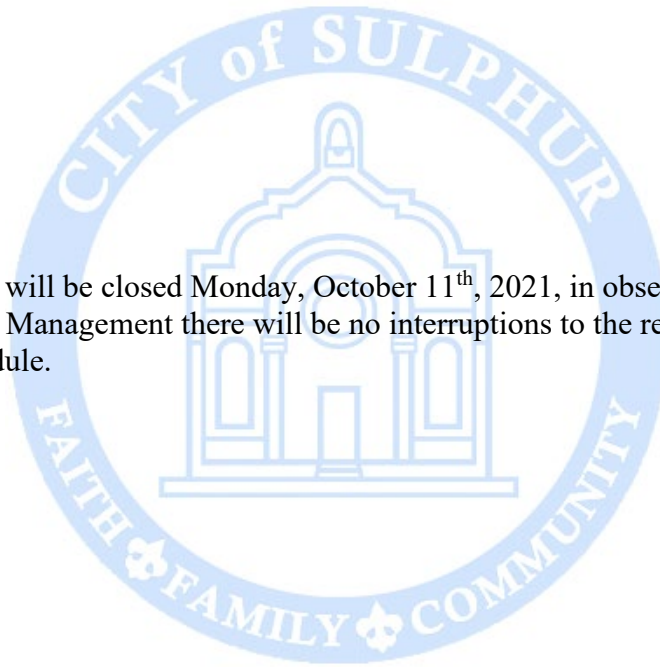 CITY of SULPHUR
will be closed Monday, October 11th, 2021, in obse
Management there will be no interruptions to the re
dule.
FAITH FAMILY COMMUNITY